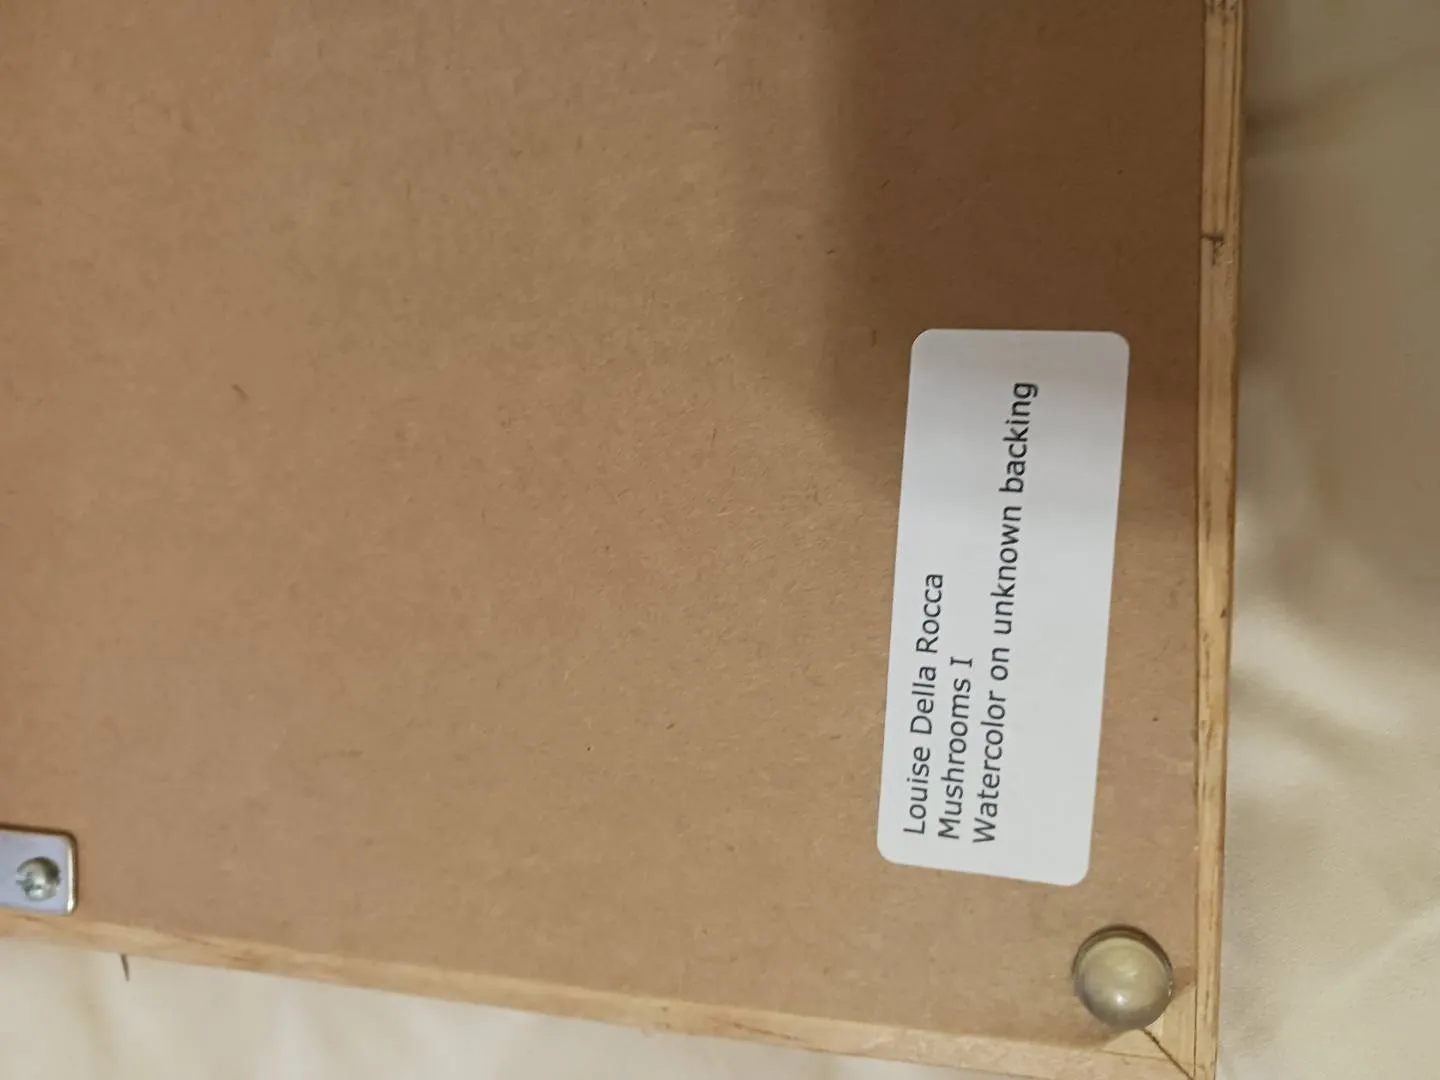 Louise Della Rocca
Mushrooms I
Watercolor on unknown backing